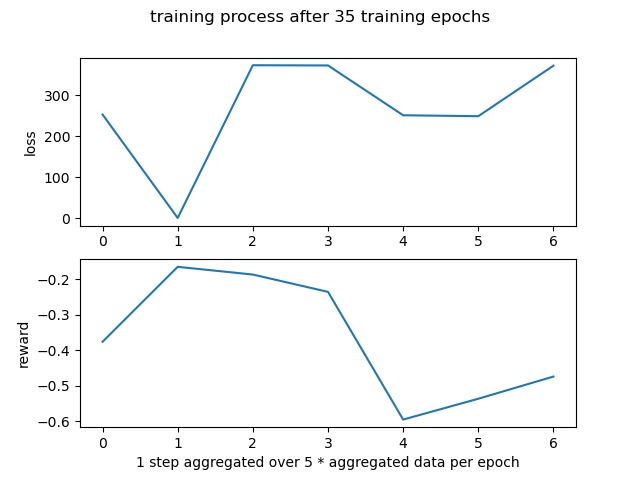 training process after 35 training epochs
300
200
100
0
loss
0 1 2 3 4 5 6
−0.2
−0.3
−0.4
−0.5
−0.6
reward
0 1 2 3 4 5 6
1 step aggregated over 5 * aggregated data per epoch